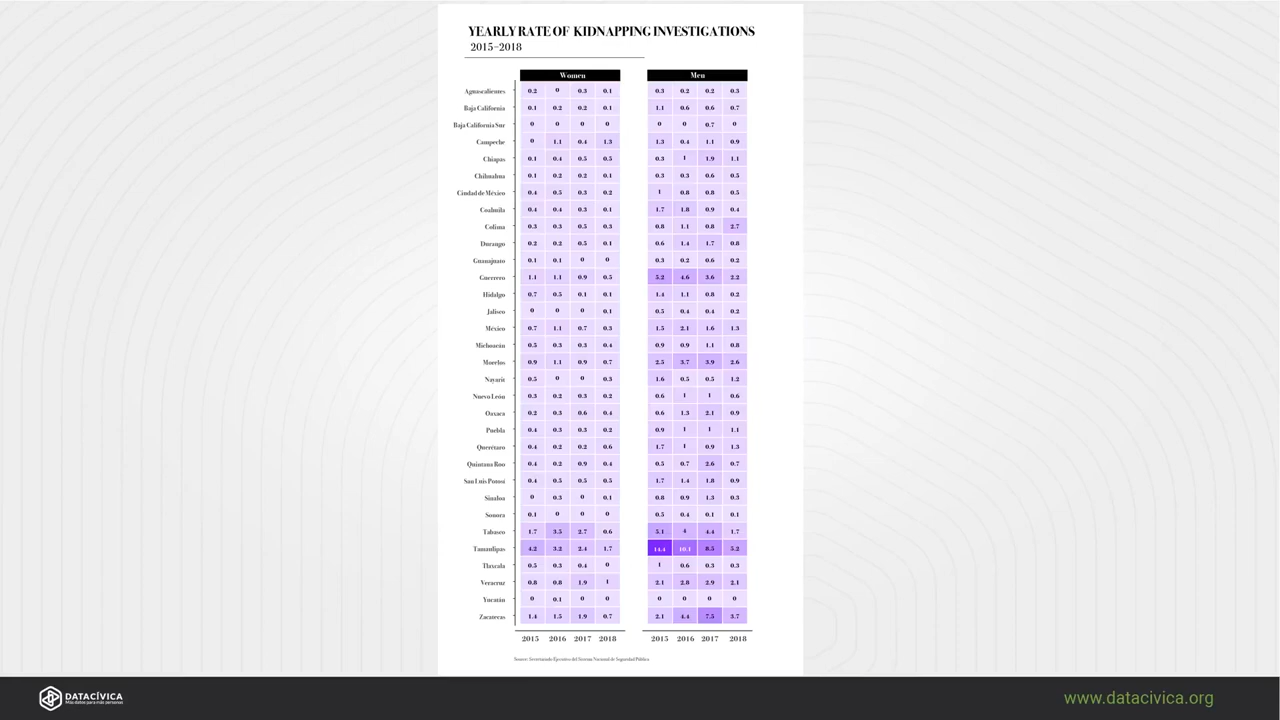 YEARLY RATE OF KIDNAPPING INVESTIGATIONS
2015-2018
Women Men
Aguascalientes 0.2 0 0.3 0.1 0.3 0.2 0.2 0.3
Baja California 0.1 0.2 0.2 0.1 1.1 0.6 0.6 0.7
Baja California Sur 0 0 0 0 0 0 0.7 0
Campeche 0 1.1 0.4 1.3 1.3 0.4 1.1 0.9
Chiapas 0.1 0.4 0.5 0.5 0.3 1 1.9 1.1
Chihuahua 0.1 0.2 0.2 0.1 0.3 0.3 0.6 0.5
Ciudad de México 0.4 0.5 0.3 0.2 1 0.8 0.8 0.5
Coahuila 0.4 0.4 0.3 0.1 1.7 1.8 0.9 0.4
Colima 0.3 0.3 0.5 0.3 0.8 1.1 0.8 2.7
Durango 0.2 0.2 0.5 0.1 0.6 1.4 1.7 0.8
Guanajuato 0.1 0.1 0 0 0.3 0.2 0.6 0.2
Guerrero 1.1 1.1 0.9 0.5 5.2 4.6 3.6 2.2
Hidalgo 0.7 0.5 0.1 0.1 1.4 1.1 0.8 0.2
Jalisco 0 0 0 0.1 0.5 0.4 0.4 0.2
México 0.7 1.1 0.7 0.3 1.5 2.1 1.6 1.3
Michoacán 0.5 0.3 0.3 0.4 0.9 0.9 1.1 0.8
Morelos 0.9 1.1 0.9 0.7 2.5 3.7 3.9 2.6
Nayarit 0.5 0 0 0.3 1.6 0.5 0.5 1.2
Nuevo León 0.3 0.2 0.3 0.2 0.6 1 1 0.6
Oaxaca 0.2 0.3 0.6 0.4 0.6 1.3 2.1 0.9
Puebla 0.4 0.3 0.3 0.2 0.9 1 1 1.1
Querétaro 0.4 0.2 0.2 0.6 1.7 1 0.9 1.3
Quintana Roo 0.4 0.2 0.9 0.4 0.5 0.7 2.6 0.7
San Luis Potosí 0.4 0.5 0.5 0.5 1.7 1.4 1.8 0.9
Sinaloa 0 0.3 0 0.1 0.8 0.9 1.3 0.3
Sonora 0.1 0 0 0 0.5 0.4 0.1 0.1
Tabasco 1.7 3.5 2.7 0.6 5.1 4 4.4 1.7
Tamaulipas 4.2 3.2 2.4 1.7 14.4 10.1 8.5 5.2
Tlaxcala 0.5 0.3 0.4 0 1 0.6 0.3 0.3
Veracruz 0.8 0.8 1.9 1 2.1 2.8 2.9 2.1
Yucatán 0 0.1 0 0 0 0 0 0
Zacatecas 1.4 1.5 1.9 0.7 2.1 4.4 7.5 3.7
2015 2016 2017 2018 2015 2016 2017 2018
Source: Secretariado Ejecutivo del Sistema Nacional de Seguridad Pública
DATACÍVICA
Más datos para más personas
www.datacivica.org